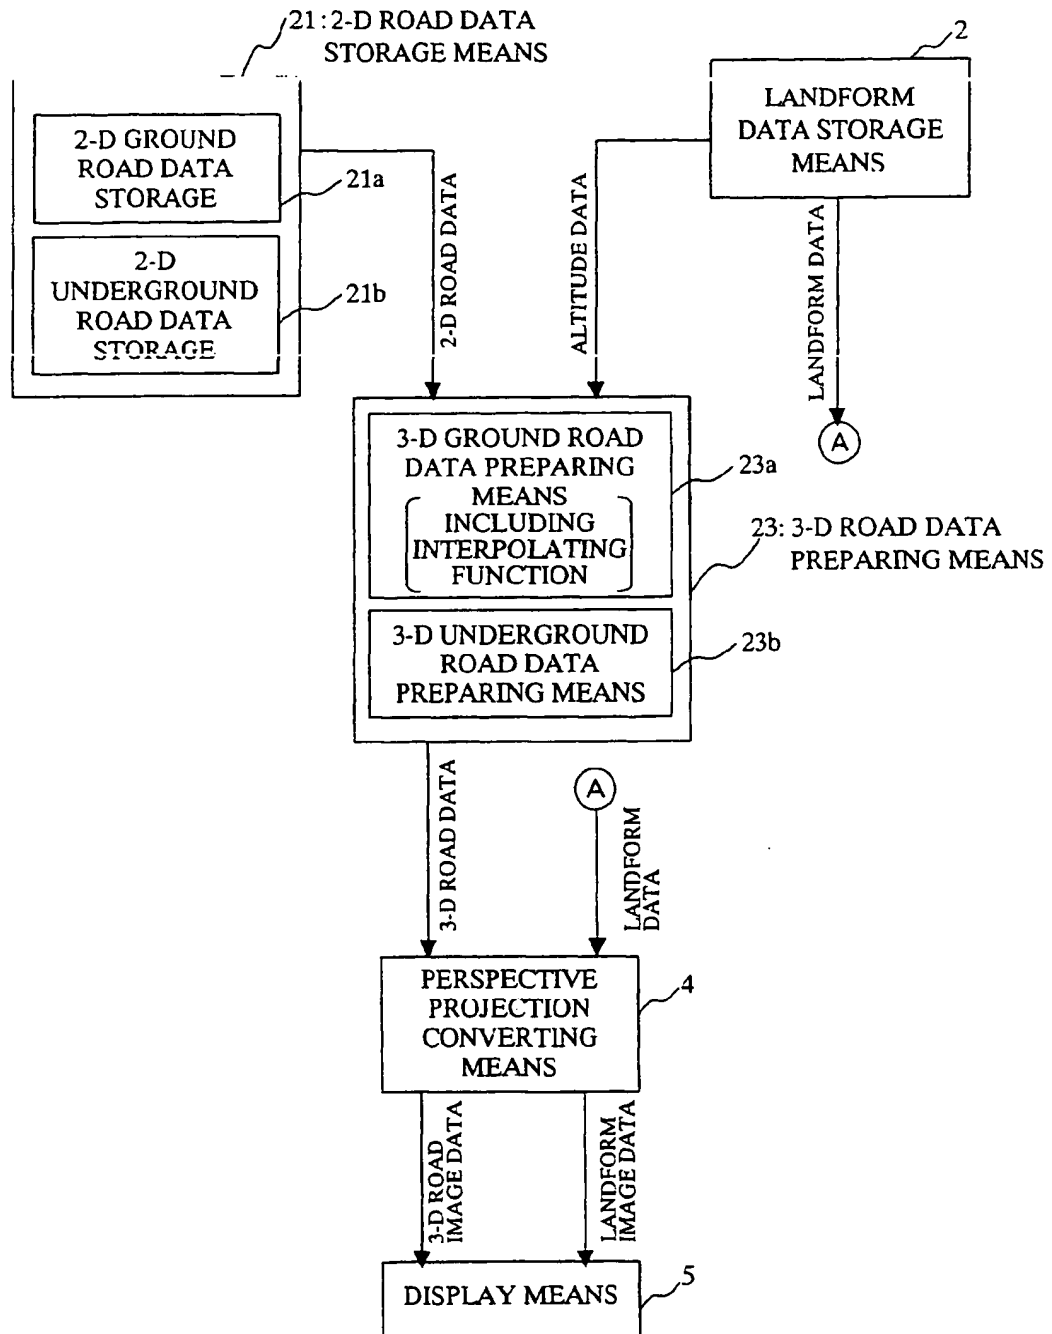 21: 2-D ROAD DATA
STORAGE MEANS
2
LANDFORM
DATA STORAGE
MEANS
2-D GROUND
ROAD DATA
STORAGE
21a
2-D
UNDERGROUND
ROAD DATA
STORAGE
21b
2-D ROAD DATA
ALTITUDE DATA
LANDFORM DATA
A
3-D GROUND ROAD
DATA PREPARING
MEANS
INCLUDING
INTERPOLATING
FUNCTION
23a
23: 3-D ROAD DATA
PREPARING MEANS
3-D UNDERGROUND
ROAD DATA
PREPARING MEANS
23b
3-D ROAD DATA
A
LANDFORM
DATA
PERSPECTIVE
PROJECTION
CONVERTING
MEANS
4
3-D ROAD
IMAGE DATA
LANDFORM
IMAGE DATA
DISPLAY MEANS
5